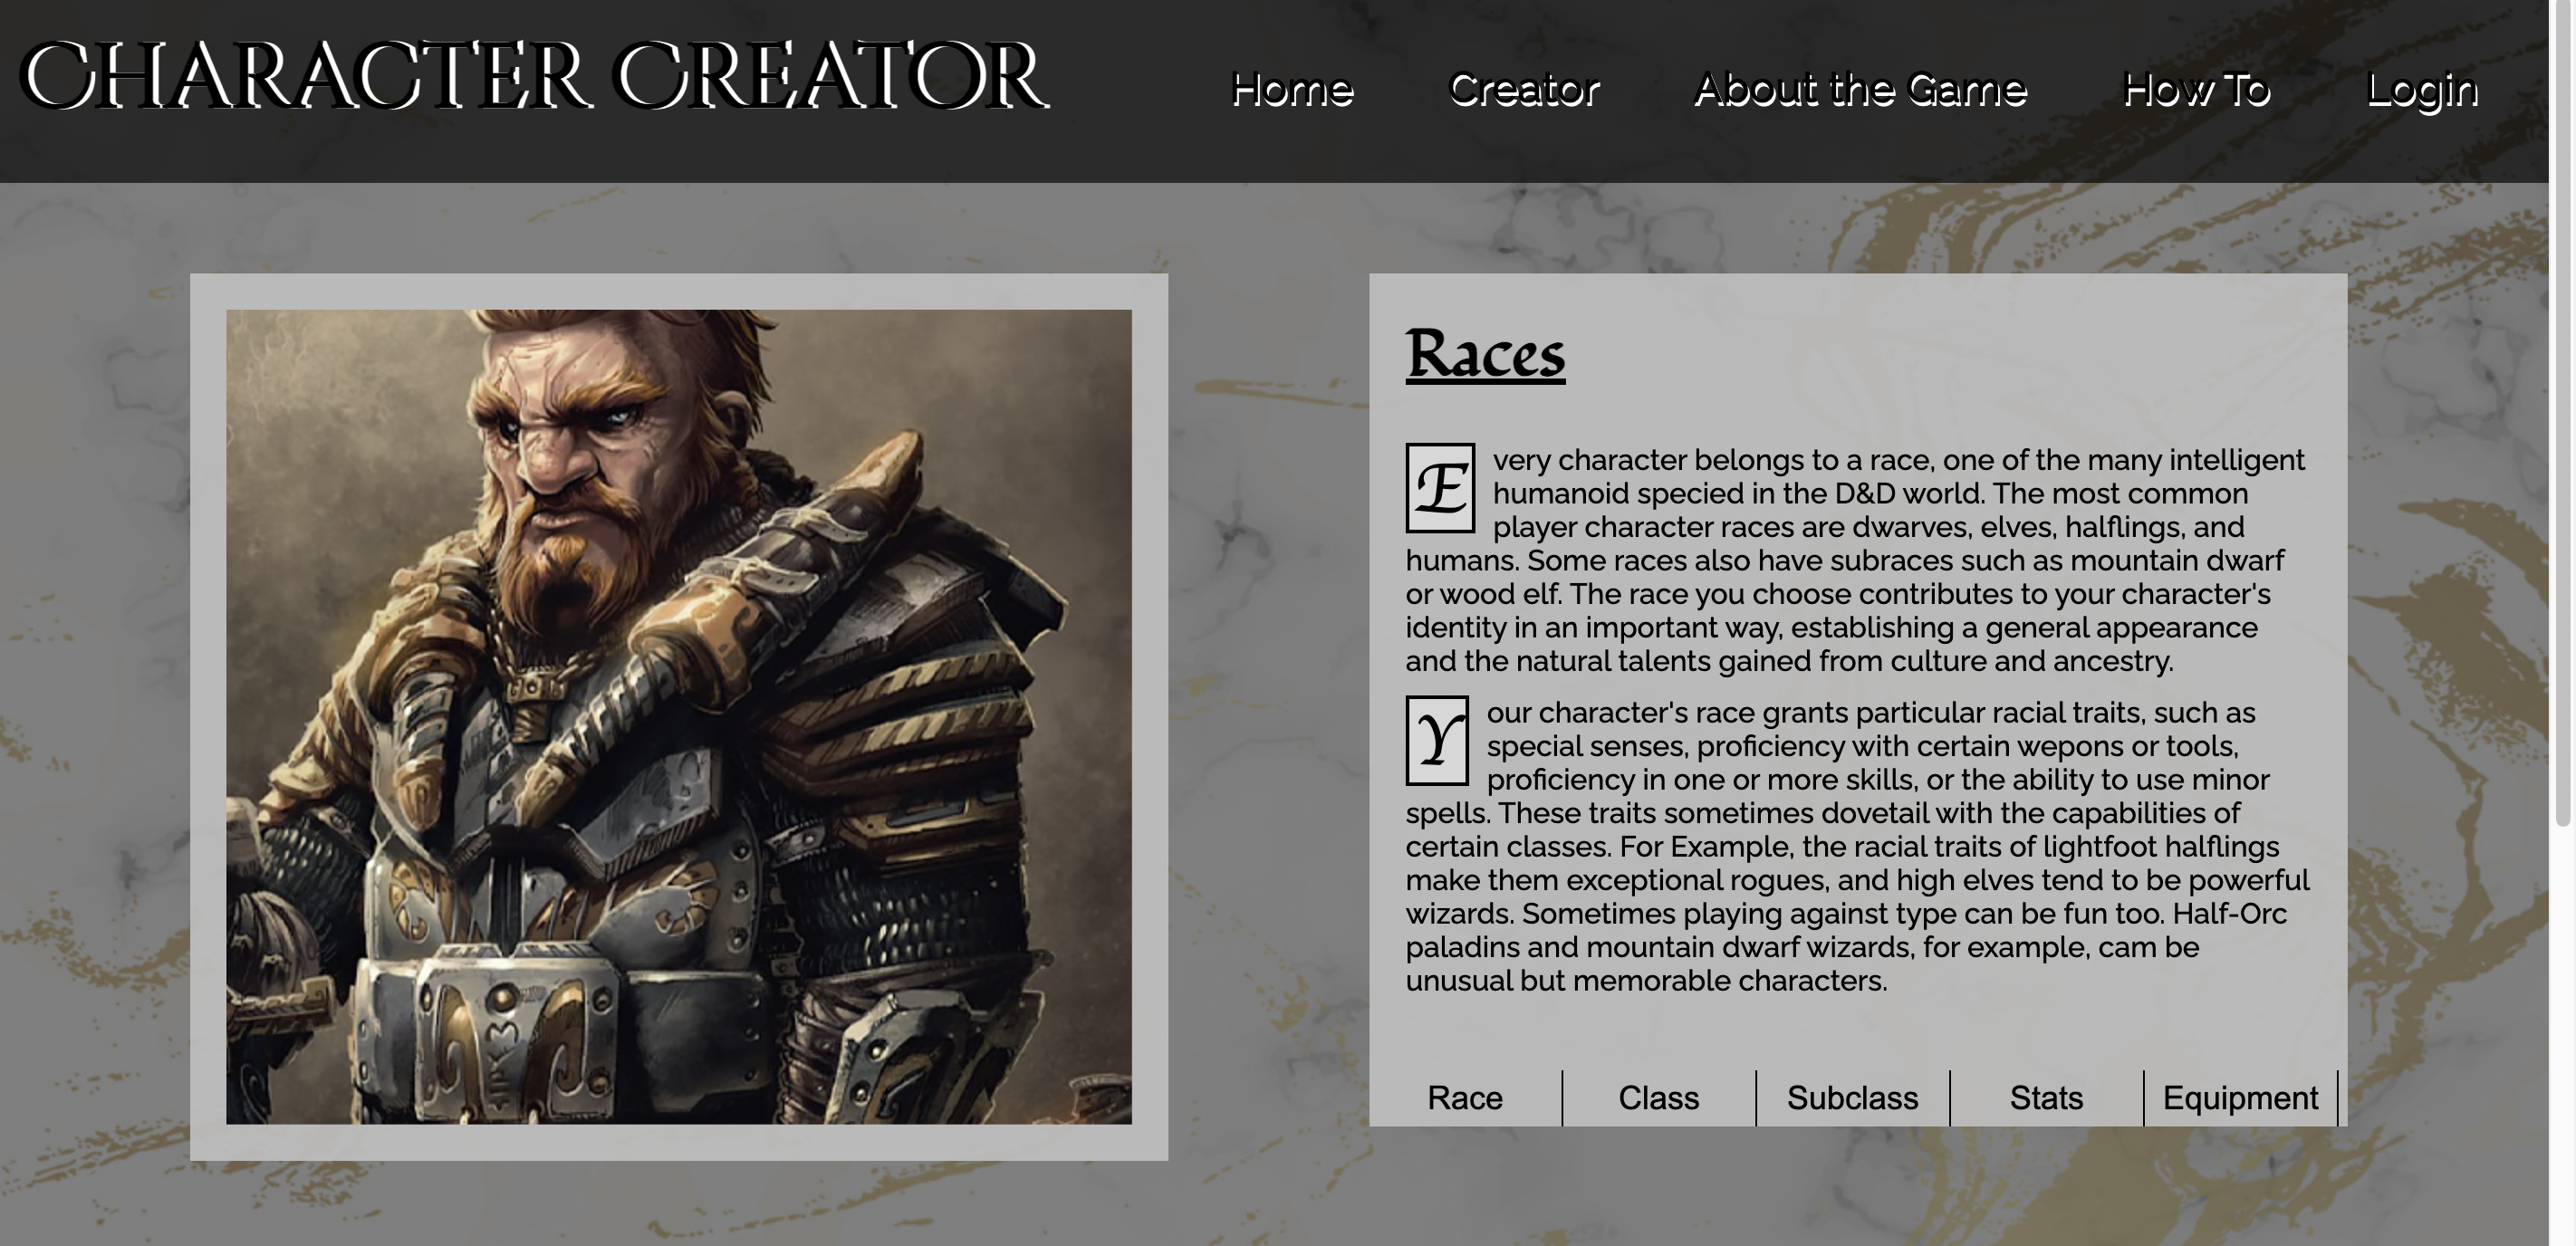 CHARACTER CREATOR
Home Creator About the Game How To Login
Races
Every character belongs to a race, one of the many intelligent
humanoid specied in the D&D world. The most common
player character races are dwarves, elves, halflings, and
humans. Some races also have subraces such as mountain dwarf
or wood elf. The race you choose contributes to your character's
identity in an important way, establishing a general appearance
and the natural talents gained from culture and ancestry.
Your character's race grants particular racial traits, such as
special senses, proficiency with certain wepons or tools,
proficiency in one or more skills, or the ability to use minor
spells. These traits sometimes dovetail with the capabilities of
certain classes. For Example, the racial traits of lightfoot halflings
make them exceptional rogues, and high elves tend to be powerful
wizards. Sometimes playing against type can be fun too. Half-Orc
paladins and mountain dwarf wizards, for example, cam be
unusual but memorable characters.
Race Class Subclass Stats Equipment